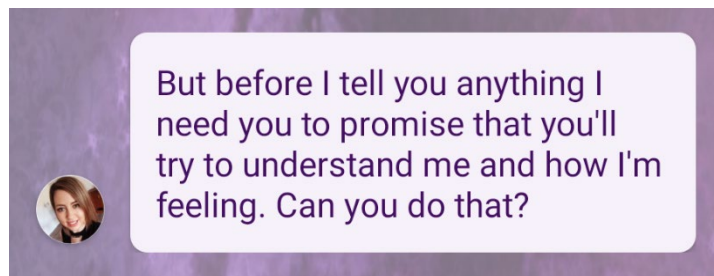 But before I tell you anything I
need you to promise that you'll
try to understand me and how I'm
feeling. Can you do that?